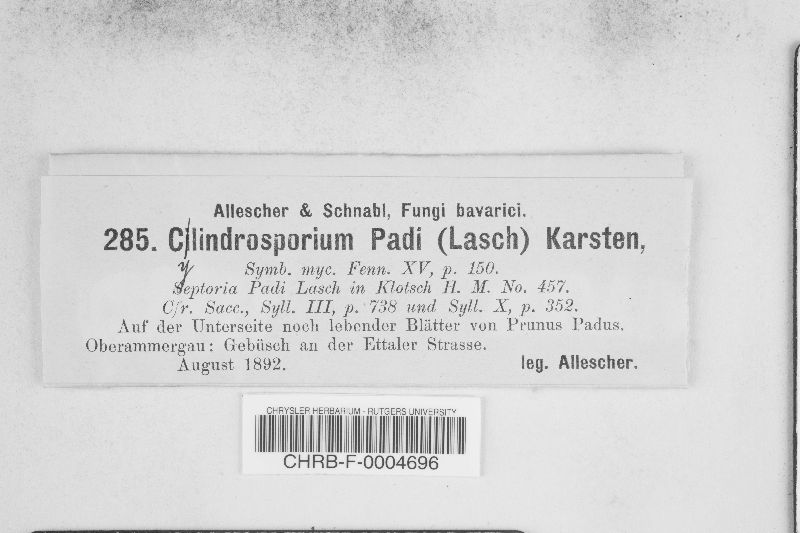 Allescher & Schnabl, Fungi bavarici.
285. Cilindrosporium Padi (Lasch) Karsten,
y
Symb. myc. Fenn. XV, p. 150.
Septoria Padi Lasch in Klotsch H. M. No. 457.
Cfr. Sacc., Syll. III, p. 738 und Syll. X, p. 352.
Auf der Unterseite noch lebender Blätter von Prunus Padus.
Oberammergau: Gebüsch an der Ettaler Strasse.
August 1892. leg. Allescher.
CHRYSLER HERBARIUM - RUTGERS UNIVERSITY
CHRB-F-0004696